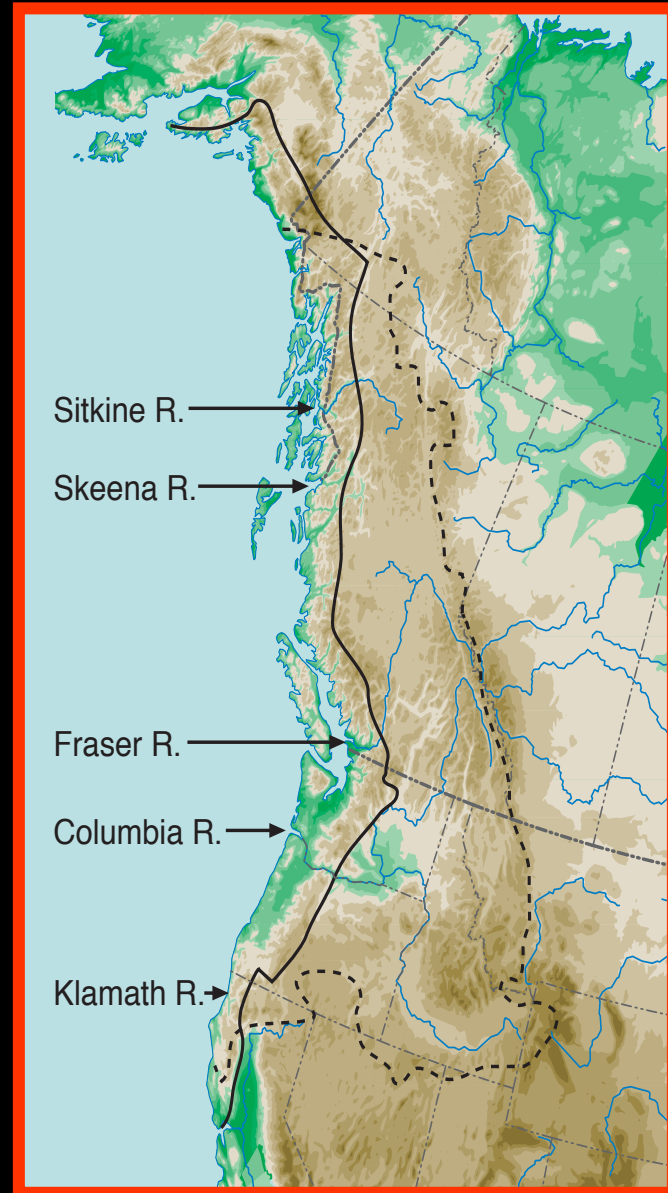 Sitkine R.
Skeena R.
Fraser R.
Columbia R.
Klamath R.